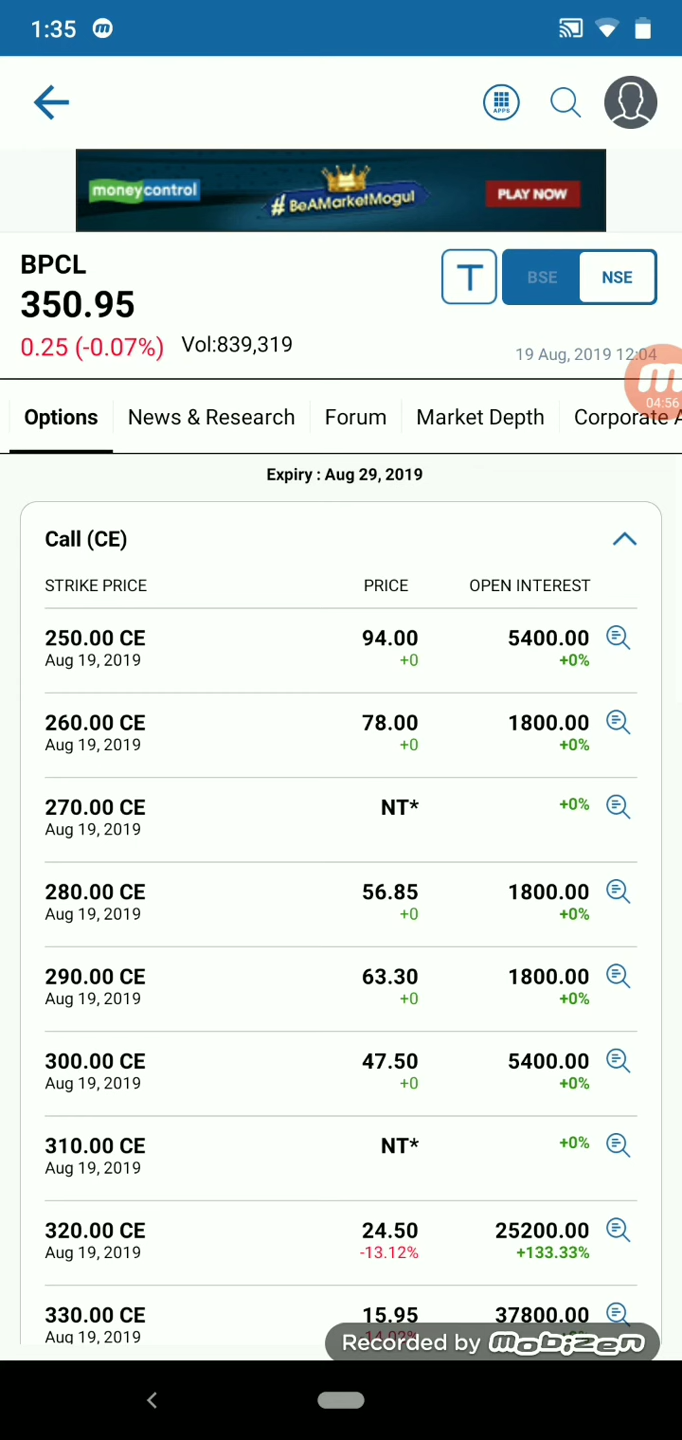 1:35
APPS
moneycontrol
#BeAMarketMogul
PLAY NOW
BPCL
350.95
0.25 (-0.07%) Vol:839,319
T
BSE NSE
19 Aug, 2019 12:04
04:56
Options News & Research Forum Market Depth Corporate A
Expiry : Aug 29, 2019
Call (CE)
STRIKE PRICE PRICE OPEN INTEREST
250.00 CE 94.00 5400.00
Aug 19, 2019 +0 +0%
260.00 CE 78.00 1800.00
Aug 19, 2019 +0 +0%
270.00 CE NT* +0%
Aug 19, 2019
280.00 CE 56.85 1800.00
Aug 19, 2019 +0 +0%
290.00 CE 63.30 1800.00
Aug 19, 2019 +0 +0%
300.00 CE 47.50 5400.00
Aug 19, 2019 +0 +0%
310.00 CE NT* +0%
Aug 19, 2019
320.00 CE 24.50 25200.00
Aug 19, 2019 -13.12% +133.33%
330.00 CE 15.95 37800.00
Aug 19, 2019
Recorded by mobizen